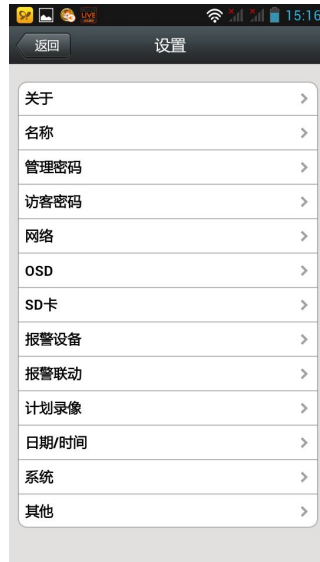 LIVE
15:16
返回
设置
关于
名称
管理密码
访客密码
网络
OSD
SD卡
报警设备
报警联动
计划录像
日期/时间
系统
其他